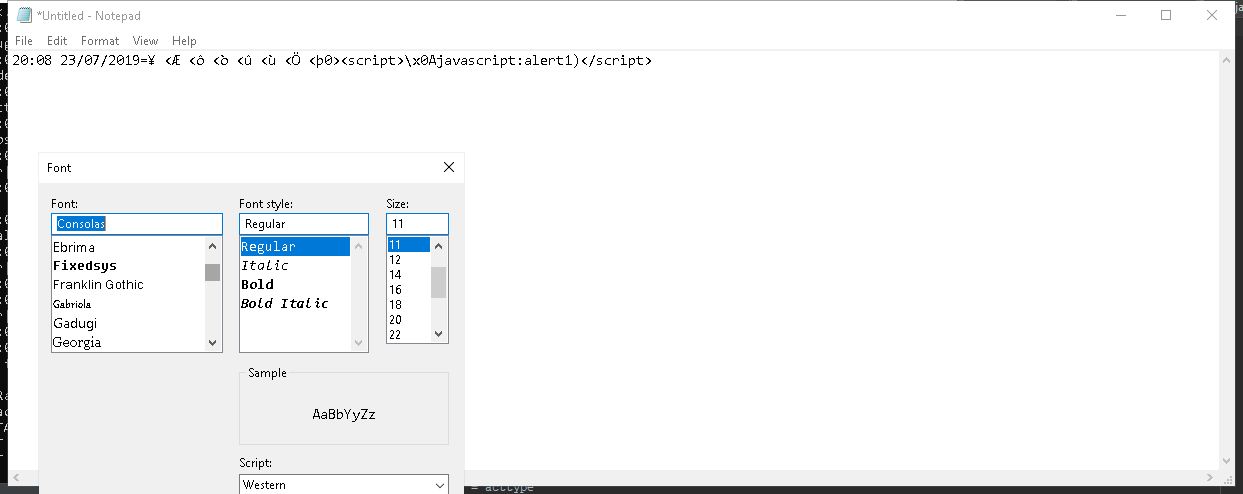 *Untitled - Notepad
File Edit Format View Help
20:08 23/07/2019=¥ <Æ <ô <ò <û <ù <Ö <þ0><script>\x0Ajavascript:alert1)</script>
Font
Font: Font style: Size:
Consolas Regular 11
Ebrima Regular 11
Fixedsys Italic 12
Franklin Gothic Bold 14
Gabriola Bold Italic 16
Gadugi 18
Georgia 20
22
Sample
AaBbYyZz
Script:
Western
= acctype